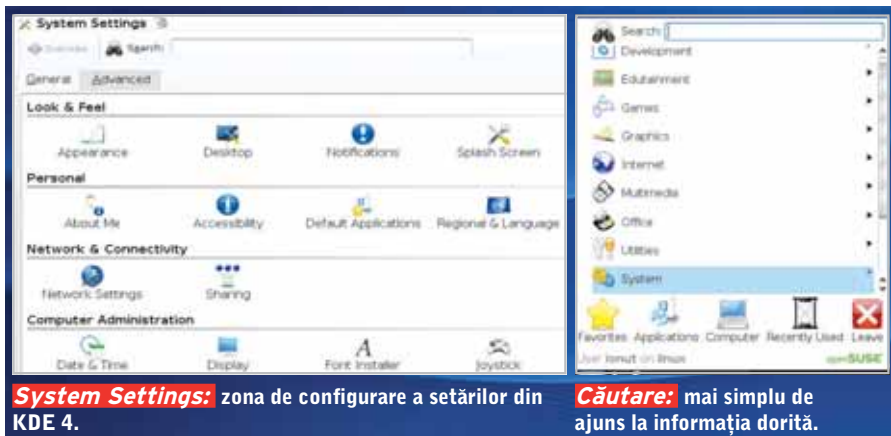 System Settings
Overview Search:
General Advanced
Look & Feel
Appearance Desktop Notifications Splash Screen
Personal
About Me Accessibility Default Applications Regional & Language
Network & Connectivity
Network Settings Sharing
Computer Administration
Date & Time Display Font Installer Joystick
System Settings: zona de configurare a setărilor din
KDE 4.
Search:
Development
Edutainment
Games
Graphics
Internet
Multimedia
Office
Utilities
System
Favorites Applications Computer Recently Used Leave
User ionut on linux openSUSE
Căutare: mai simplu de
ajuns la informația dorită.